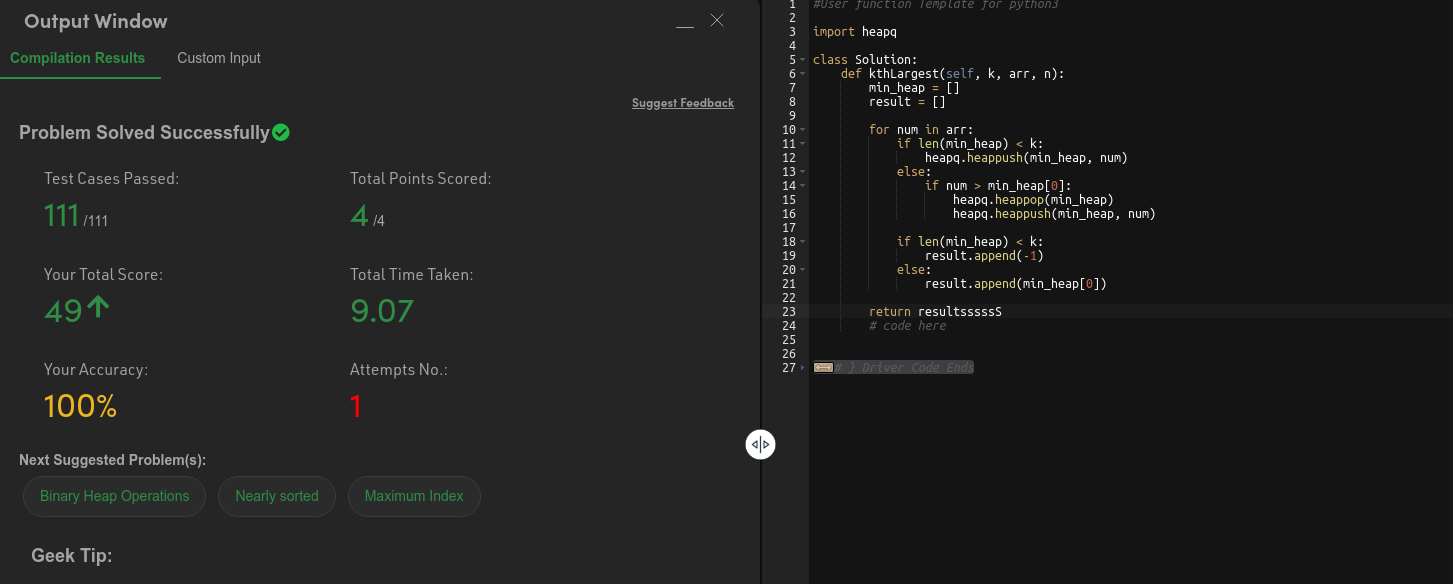 Output Window
Compilation Results Custom Input
Suggest Feedback
Problem Solved Successfully
Test Cases Passed: Total Points Scored:
111 /111 4 /4
Your Total Score: Total Time Taken:
49 9.07
Your Accuracy: Attempts No.:
100% 1
Next Suggested Problem(s):
Binary Heap Operations Nearly sorted Maximum Index
Geek Tip:
1 #User function Template for python3
2
3 import heapq
4
5 class Solution:
6     def kthLargest(self, k, arr, n):
7         min_heap = []
8         result = []
9
10         for num in arr:
11             if len(min_heap) < k:
12                 heapq.heappush(min_heap, num)
13             else:
14                 if num > min_heap[0]:
15                     heapq.heappop(min_heap)
16                     heapq.heappush(min_heap, num)
17
18             if len(min_heap) < k:
19                 result.append(-1)
20             else:
21                 result.append(min_heap[0])
22
23         return resultsssssS
24         # code here
25
26
27 # } Driver Code Ends